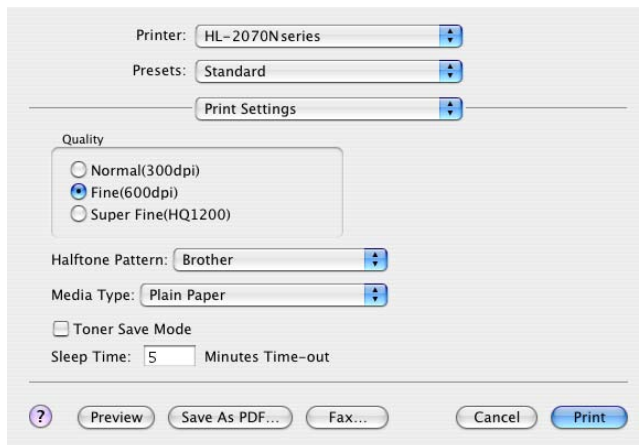 Printer: HL-2070N series
Presets: Standard
Print Settings
Quality
Normal(300dpi)
Fine(600dpi)
Super Fine(HQ1200)
Halftone Pattern: Brother
Media Type: Plain Paper
Toner Save Mode
Sleep Time: 5 Minutes Time-out
? Preview Save As PDF... Fax... Cancel Print